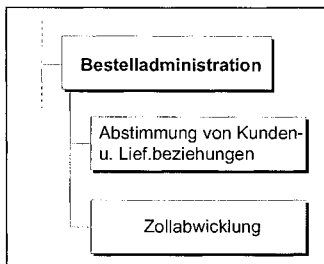 Bestelladministration
Abstimmung von Kunden-
u. Lief.beziehungen
Zollabwicklung